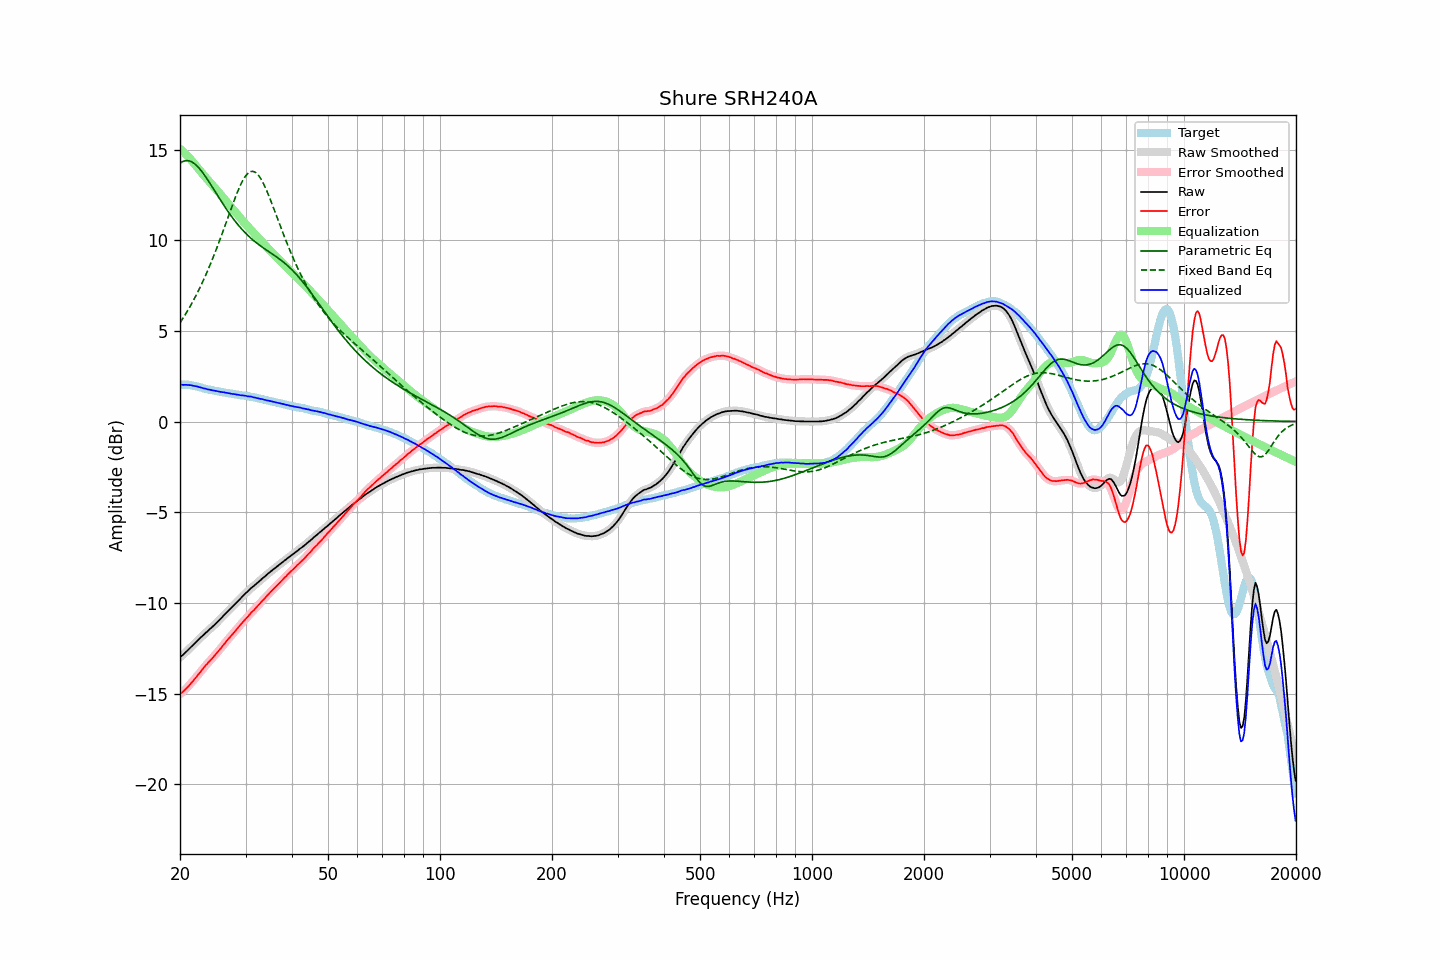 Shure SRH240A
Target
Raw Smoothed
Error Smoothed
Raw
Error
Equalization
Parametric Eq
Fixed Band Eq
Equalized
15
10
5
0
−5
−10
−15
−20
Amplitude (dBr)
20
50
100
200
500
1000
2000
5000
10000
20000
Frequency (Hz)